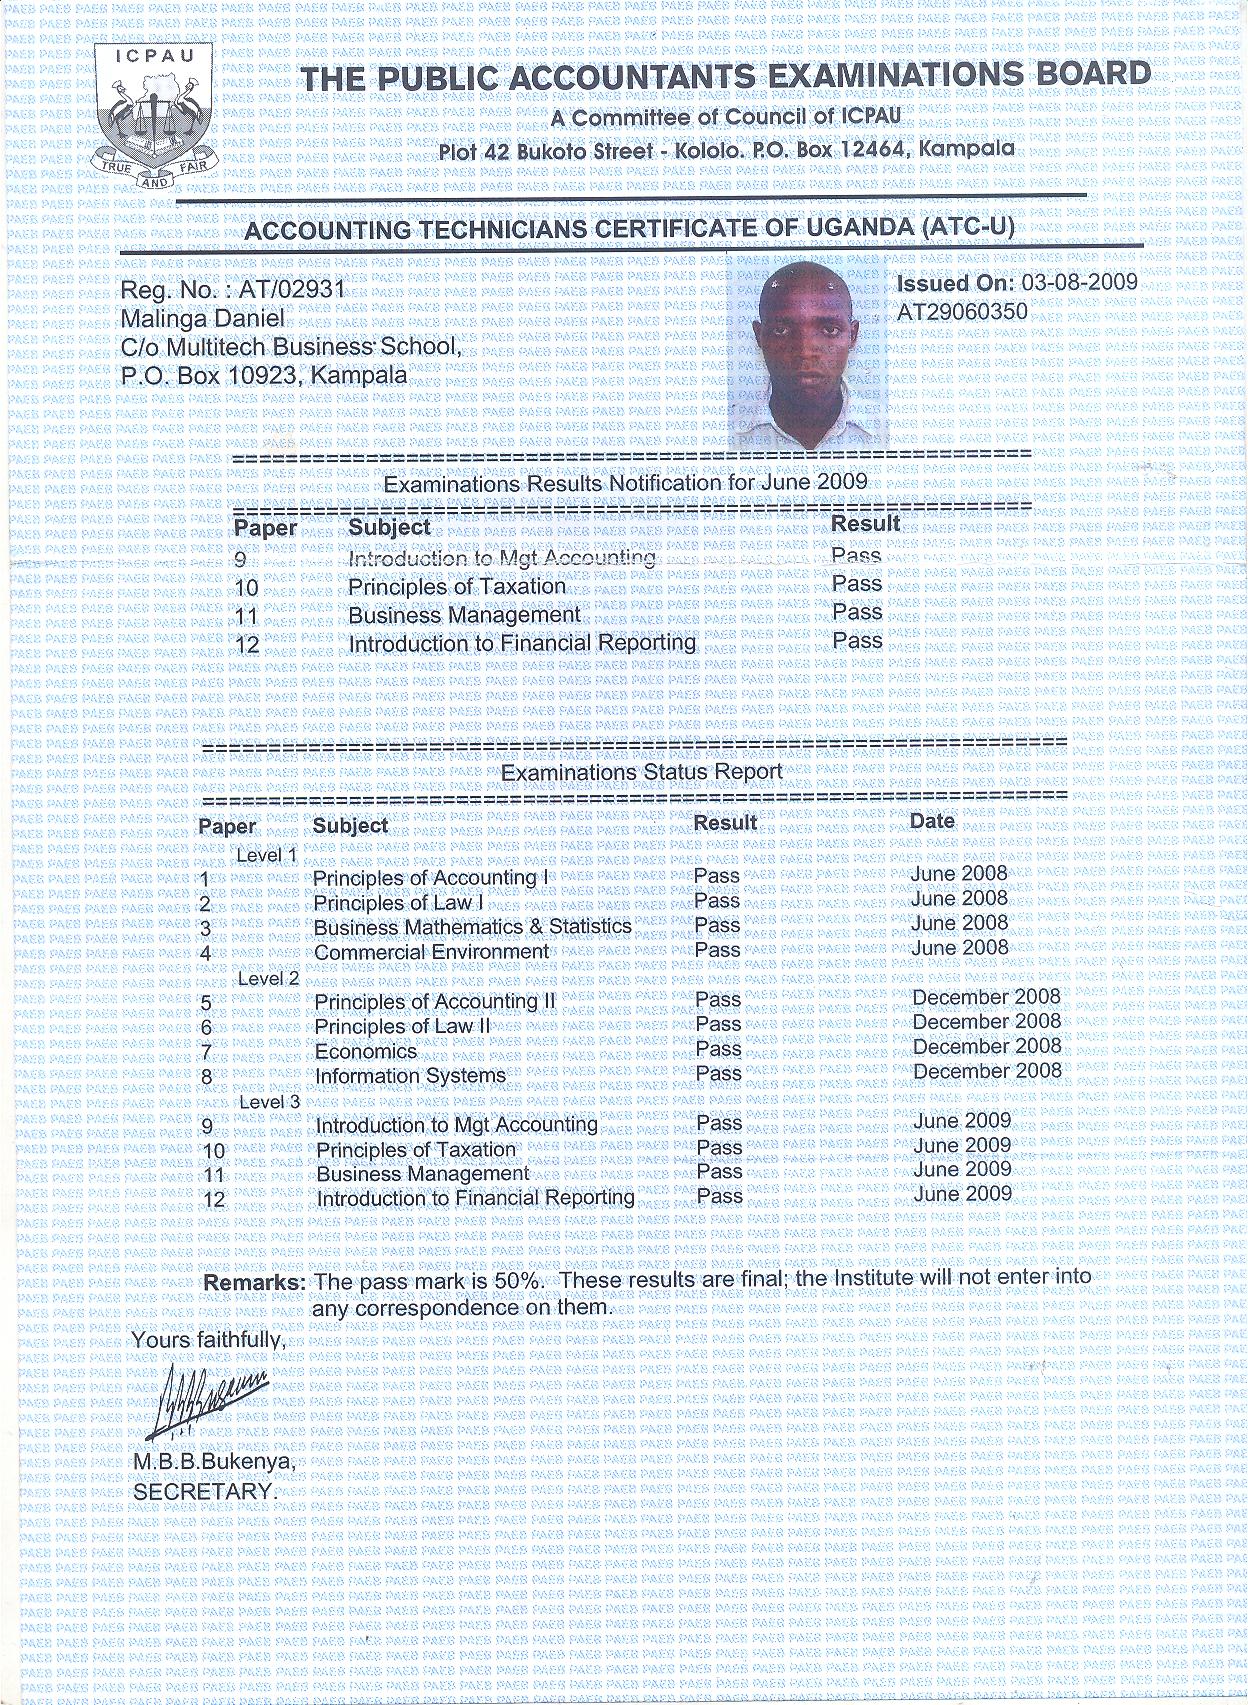 ICPAU
TRUE AND FAIR
THE PUBLIC ACCOUNTANTS EXAMINATIONS BOARD
A Committee of Council of ICPAU
Plot 42 Bukoto Street - Kololo. P.O. Box 12464, Kampala
ACCOUNTING TECHNICIANS CERTIFICATE OF UGANDA (ATC-U)
Reg. No. : AT/02931
Malinga Daniel
C/o Multitech Business School,
P.O. Box 10923, Kampala
Issued On: 03-08-2009
AT29060350
Examinations Results Notification for June 2009
Paper Subject Result
9 Introduction to Mgt Accounting Pass
10 Principles of Taxation Pass
11 Business Management Pass
12 Introduction to Financial Reporting Pass
Examinations Status Report
Paper Subject Result Date
Level 1
1 Principles of Accounting I Pass June 2008
2 Principles of Law I Pass June 2008
3 Business Mathematics & Statistics Pass June 2008
4 Commercial Environment Pass June 2008
Level 2
5 Principles of Accounting II Pass December 2008
6 Principles of Law II Pass December 2008
7 Economics Pass December 2008
8 Information Systems Pass December 2008
Level 3
9 Introduction to Mgt Accounting Pass June 2009
10 Principles of Taxation Pass June 2009
11 Business Management Pass June 2009
12 Introduction to Financial Reporting Pass June 2009
Remarks: The pass mark is 50%. These results are final; the Institute will not enter into
any correspondence on them.
Yours faithfully,
M.B.B.Bukenya,
SECRETARY.